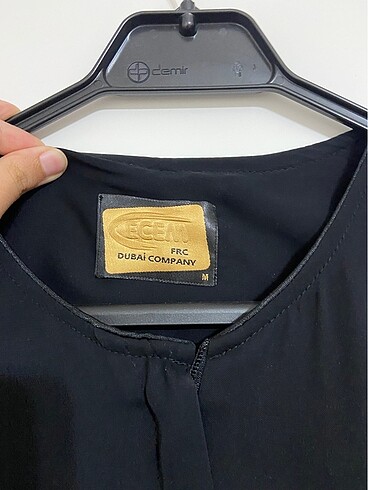 demir
ECEM
FRC
DUBAİ COMPANY
M